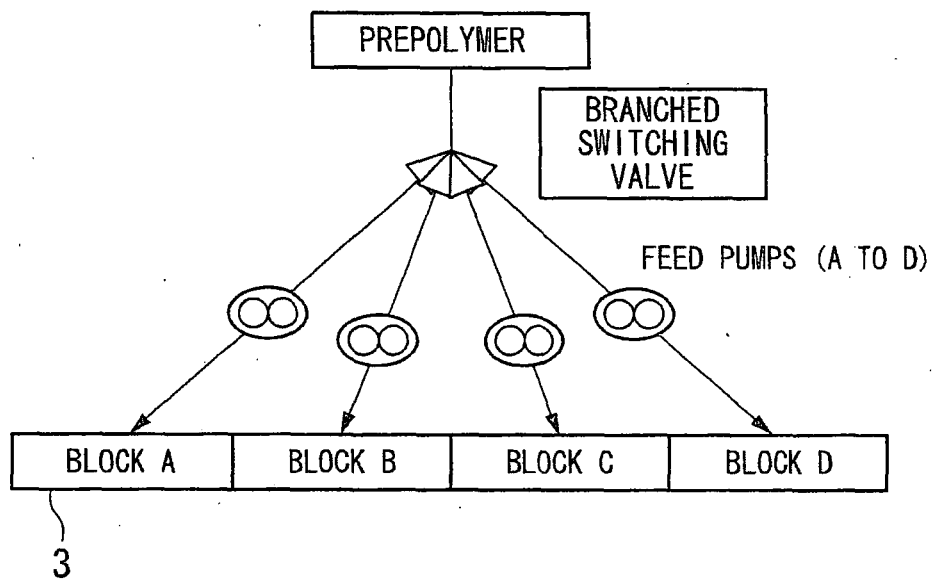 PREPOLYMER
BRANCHED
SWITCHING
VALVE
FEED PUMPS (A TO D)
BLOCK A
BLOCK B
BLOCK C
BLOCK D
3